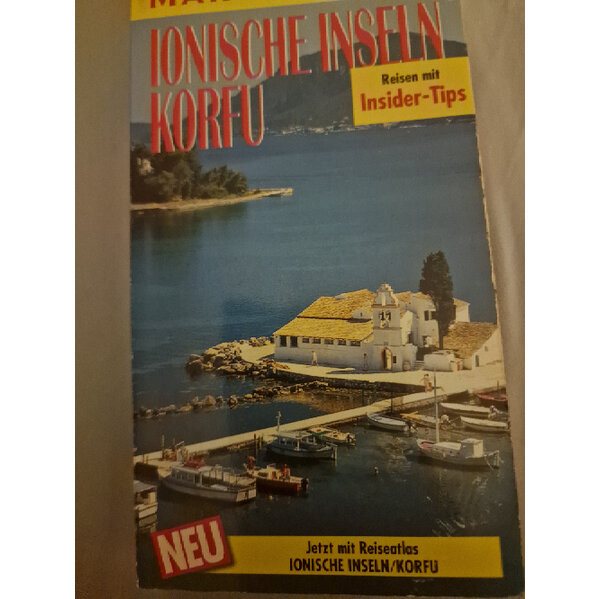 IONISCHE INSELN
KORFU
Reisen mit
Insider-Tips
NEU
Jetzt mit Reiseatlas
IONISCHE INSELN/KORFU